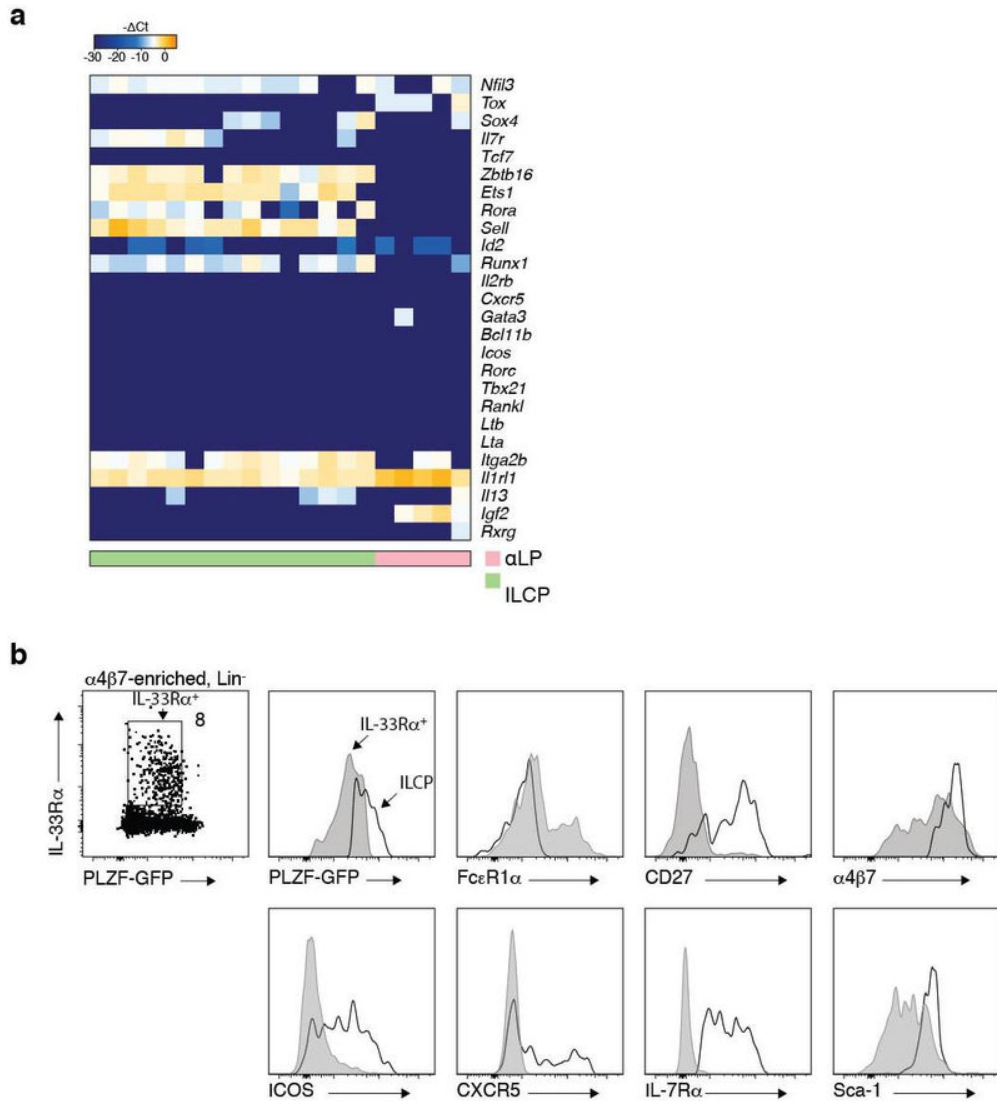 a
-ΔCt
-30 -20 -10 0
Nfil3
Tox
Sox4
Il7r
Tcf7
Zbtb16
Ets1
Rora
Sell
Id2
Runx1
Il2rb
Cxcr5
Gata3
Bcl11b
Icos
Rorc
Tbx21
Rankl
Ltb
Lta
Itga2b
Il1rl1
Il13
Igf2
Rxrg
αLP
ILCP
b
α4β7-enriched, Lin-
IL-33Rα+
8
IL-33Rα
PLZF-GFP
IL-33Rα+
ILCP
PLZF-GFP
FcεR1α
CD27
α4β7
ICOS
CXCR5
IL-7Rα
Sca-1